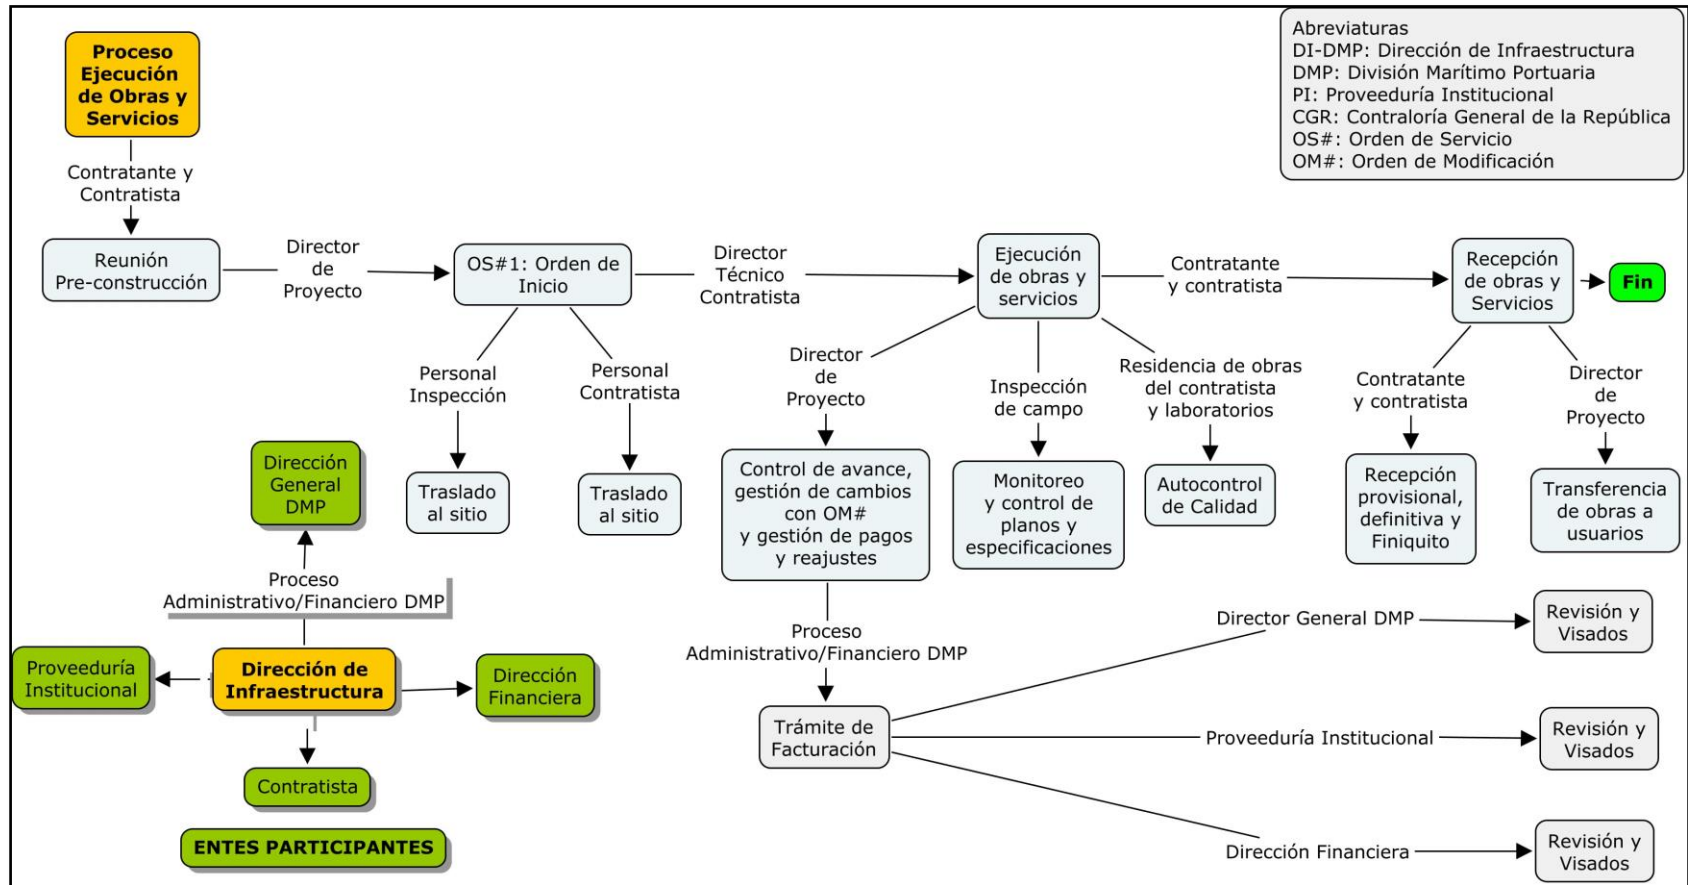 Proceso
Ejecución
de Obras y
Servicios
Abreviaturas
DI-DMP: Dirección de Infraestructura
DMP: División Marítimo Portuaria
PI: Proveeduría Institucional
CGR: Contraloría General de la República
OS#: Orden de Servicio
OM#: Orden de Modificación
Contratante y
Contratista
Reunión
Pre-construcción
Director
de
Proyecto
OS#1: Orden de
Inicio
Director
Técnico
Contratista
Ejecución
de obras y
servicios
Contratante
y contratista
Recepción
de obras y
Servicios
Fin
Personal
Inspección
Personal
Contratista
Director
de
Proyecto
Inspección
de campo
Residencia de obras
del contratista
y laboratorios
Contratante
y contratista
Director
de
Proyecto
Traslado
al sitio
Traslado
al sitio
Control de avance,
gestión de cambios
con OM#
y gestión de pagos
y reajustes
Monitoreo
y control de
planos y
especificaciones
Autocontrol
de Calidad
Recepción
provisional,
definitiva y
Finiquito
Transferencia
de obras a
usuarios
Dirección
General
DMP
Proceso
Administrativo/Financiero DMP
Proveeduría
Institucional
Dirección de
Infraestructura
Dirección
Financiera
Contratista
ENTES PARTICIPANTES
Proceso
Administrativo/Financiero DMP
Trámite de
Facturación
Director General DMP
Revisión y
Visados
Proveeduría Institucional
Revisión y
Visados
Dirección Financiera
Revisión y
Visados